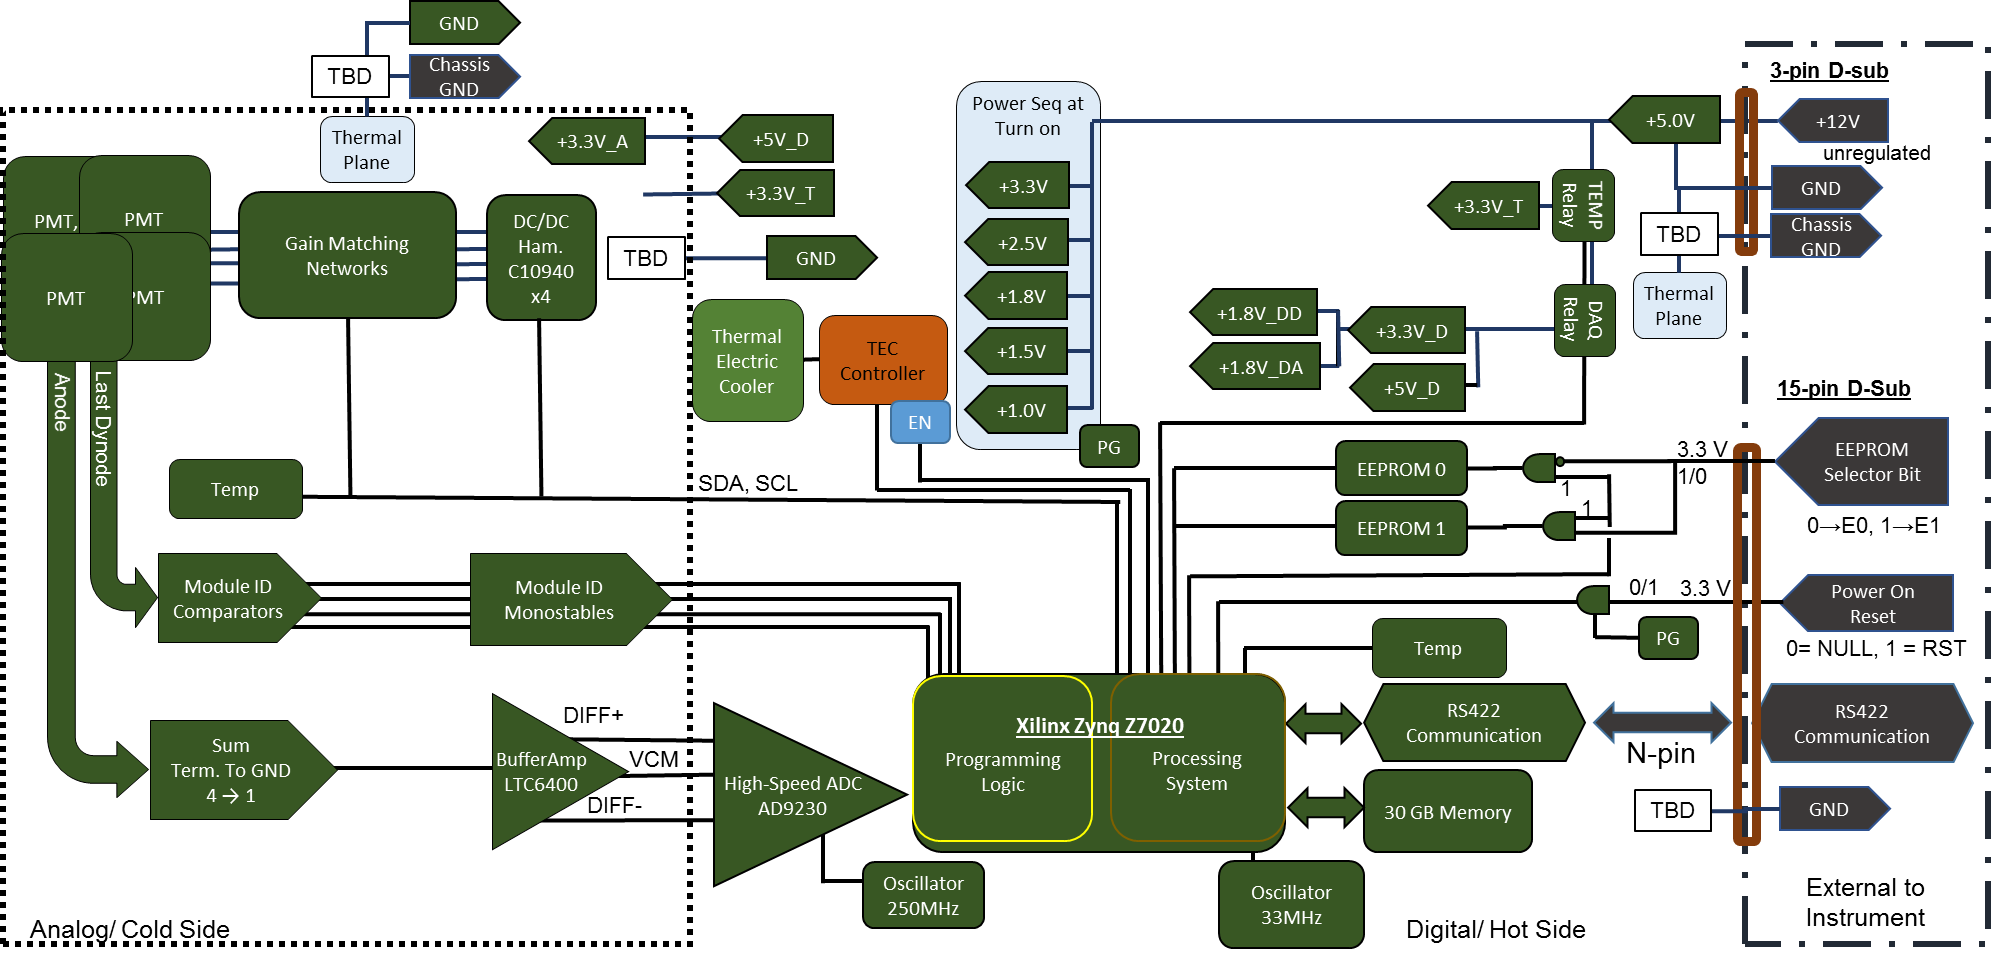 GND
TBD
Chassis
GND
Thermal
Plane
+3.3V_A
+5V_D
+3.3V_T
TBD
GND
PMT,
PMT
PMT
PMT
Gain Matching
Networks
DC/DC
Ham.
C10940
x4
Thermal
Electric
Cooler
TEC
Controller
EN
Power Seq at
Turn on
+3.3V
+2.5V
+1.8V
+1.5V
+1.0V
PG
3-pin D-sub
+5.0V
+12V
unregulated
GND
Chassis
GND
TBD
Thermal
Plane
TEMP
Relay
+3.3V_T
DAQ
Relay
+1.8V_DD
+3.3V_D
+1.8V_DA
+5V_D
15-pin D-Sub
EEPROM
Selector Bit
3.3 V
1/0
0→E0, 1→E1
EEPROM 0
1
EEPROM 1
1
Power On
Reset
0/1
3.3 V
0= NULL, 1 = RST
PG
Anode
Last Dynode
Temp
SDA, SCL
Module ID
Comparators
Module ID
Monostables
Sum
Term. To GND
4 → 1
BufferAmp
LTC6400
DIFF+
VCM
DIFF-
High-Speed ADC
AD9230
Oscillator
250MHz
Xilinx Zynq Z7020
Programming
Logic
Processing
System
Temp
RS422
Communication
N-pin
RS422
Communication
30 GB Memory
TBD
GND
Oscillator
33MHz
Analog/ Cold Side
Digital/ Hot Side
External to
Instrument